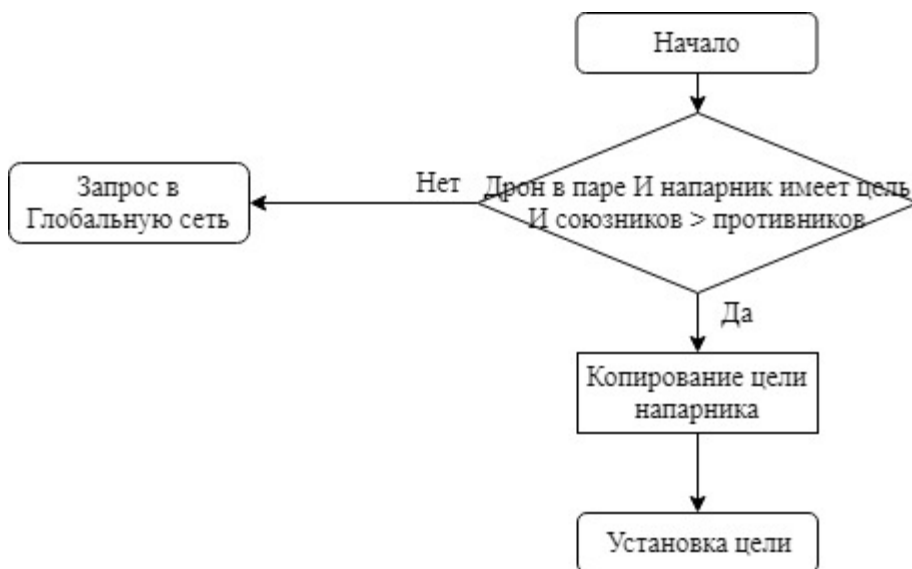 Начало
Дрон в паре И напарник имеет цель
И союзников > противников
Нет
Запрос в
Глобальную сеть
Да
Копирование цели
напарника
Установка цели